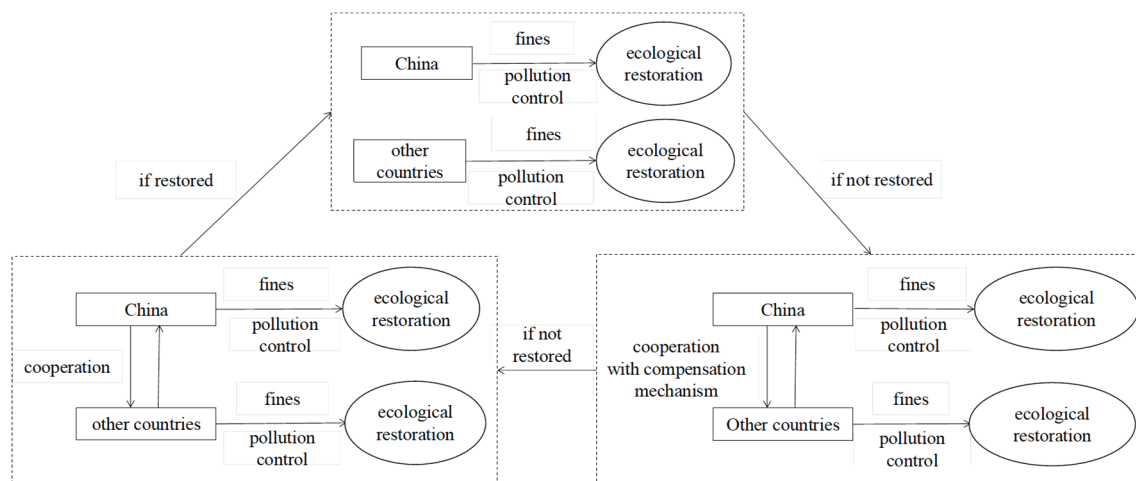 fines
China
pollution
control
ecological
restoration
fines
other
countries
pollution
control
ecological
restoration
if restored
if not restored
fines
China
pollution
control
ecological
restoration
cooperation
fines
other countries
pollution
control
ecological
restoration
if not
restored
fines
China
pollution
control
ecological
restoration
cooperation
with compensation
mechanism
fines
Other countries
pollution
control
ecological
restoration